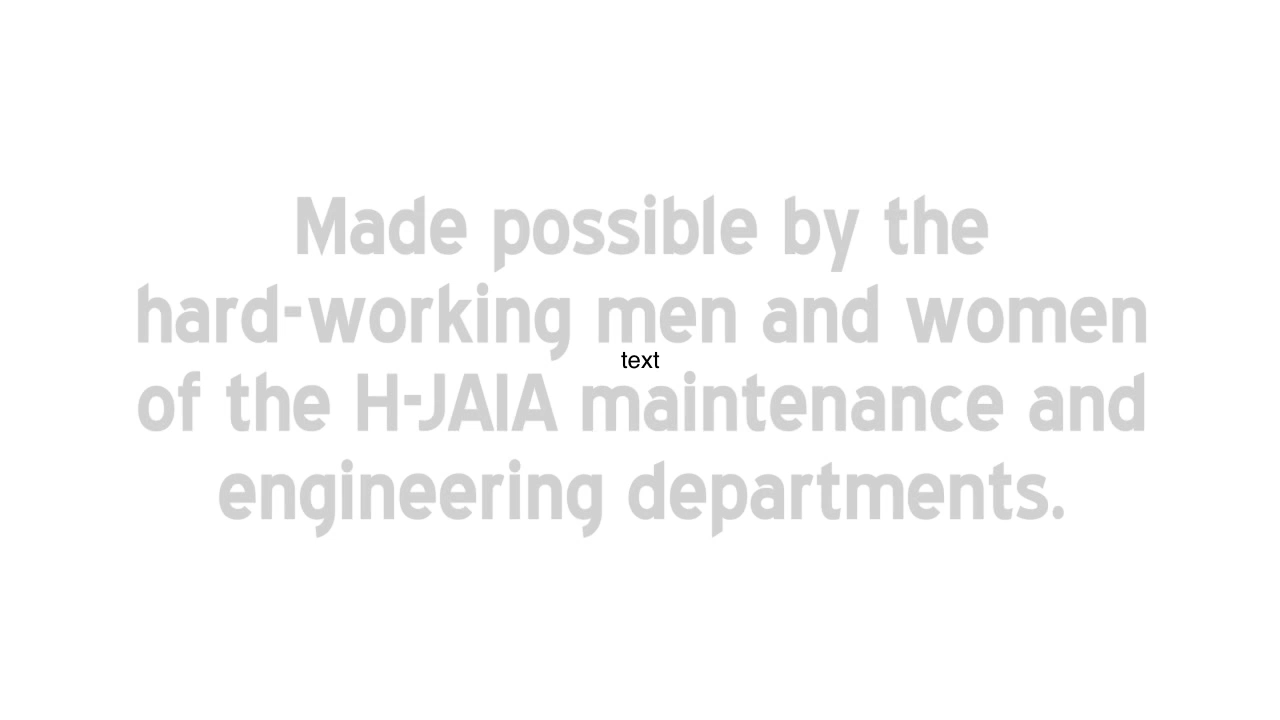 Made possible by the
hard-working men and women
text
of the H-JAIA maintenance and
engineering departments.